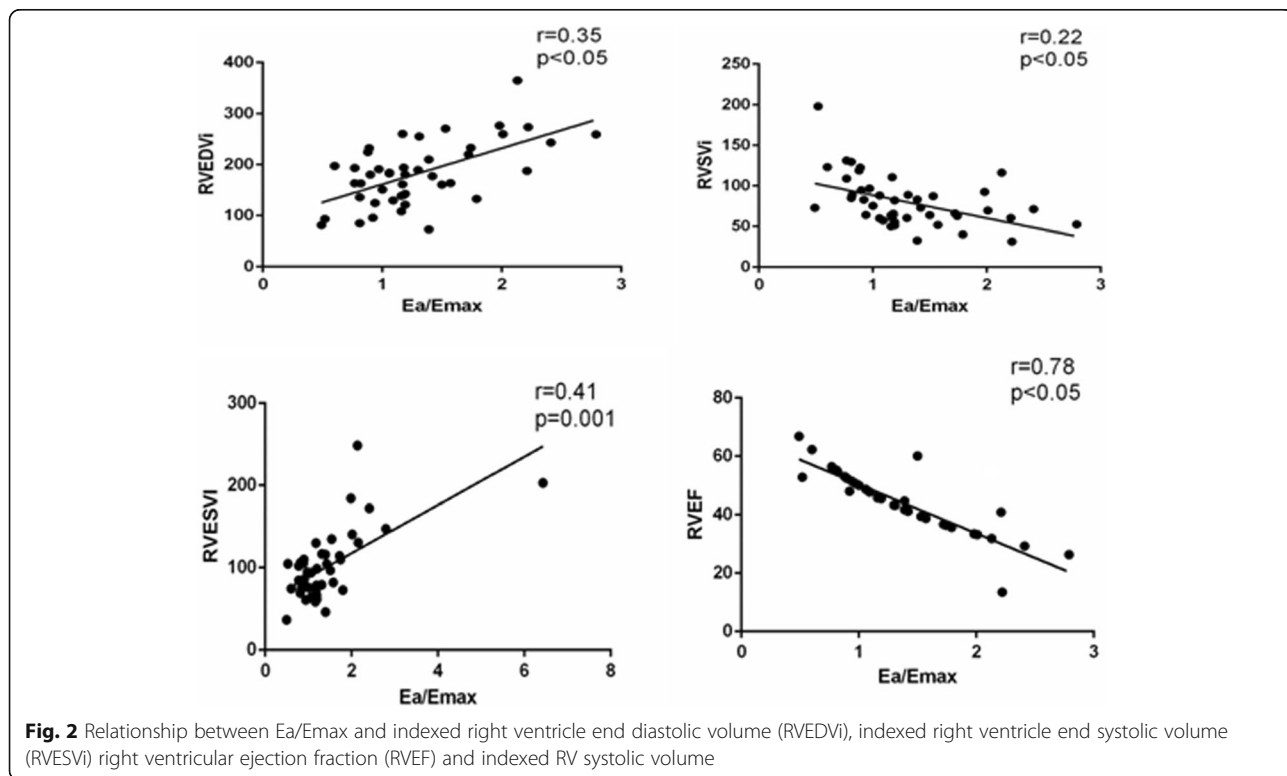 r=0.35
p<0.05
400
300
200
100
0
RVEDVi
0 1 2 3
Ea/Emax
r=0.22
p<0.05
250
200
150
100
50
0
RVSVi
0 1 2 3
Ea/Emax
r=0.41
p=0.001
300
200
100
0
RVESVI
0 2 4 6 8
Ea/Emax
r=0.78
p<0.05
80
60
40
20
0
RVEF
0 1 2 3
Ea/Emax
Fig. 2 Relationship between Ea/Emax and indexed right ventricle end diastolic volume (RVEDVi), indexed right ventricle end systolic volume
(RVESVi) right ventricular ejection fraction (RVEF) and indexed RV systolic volume